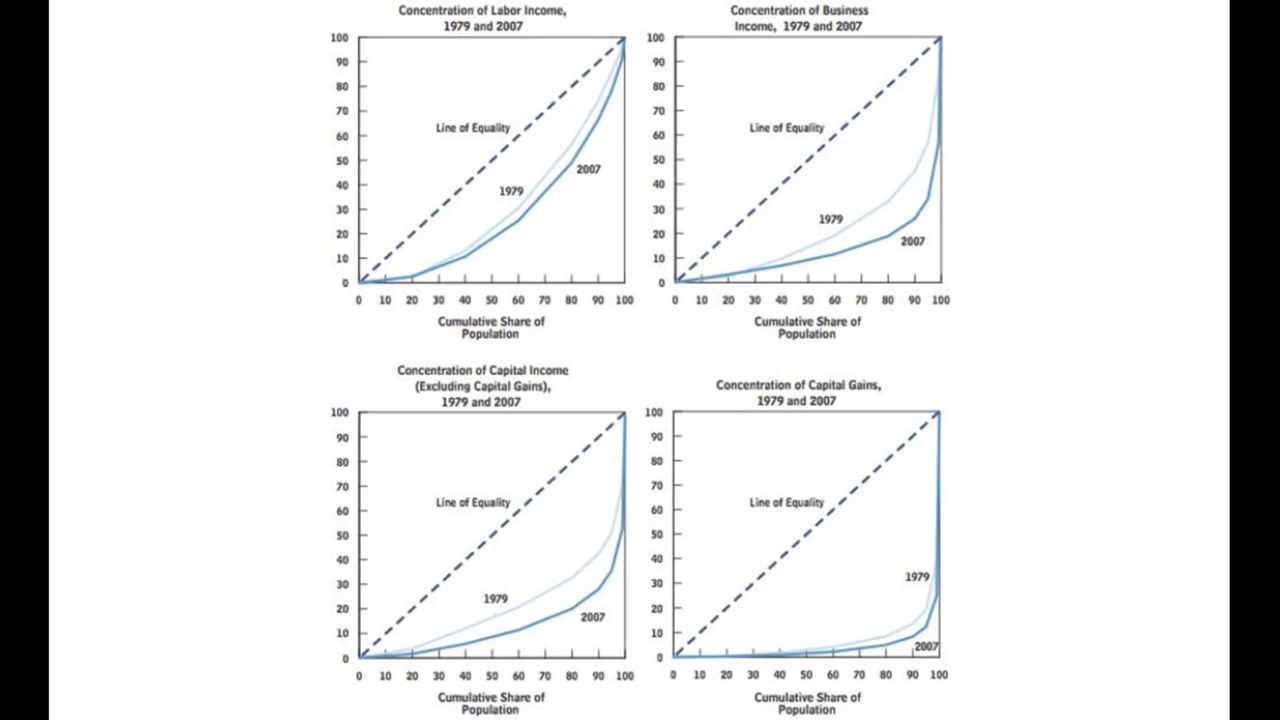 Concentration of Labor Income,
1979 and 2007
100
90
80
70
60
50
40
30
20
10
0
Line of Equality
1979
2007
0 10 20 30 40 50 60 70 80 90 100
Cumulative Share of
Population
Concentration of Business
Income, 1979 and 2007
100
90
80
70
60
50
40
30
20
10
0
Line of Equality
1979
2007
0 10 20 30 40 50 60 70 80 90 100
Cumulative Share of
Population
Concentration of Capital Income
(Excluding Capital Gains),
1979 and 2007
100
90
80
70
60
50
40
30
20
10
0
Line of Equality
1979
2007
0 10 20 30 40 50 60 70 80 90 100
Cumulative Share of
Population
Concentration of Capital Gains,
1979 and 2007
100
90
80
70
60
50
40
30
20
10
0
Line of Equality
1979
2007
0 10 20 30 40 50 60 70 80 90 100
Cumulative Share of
Population